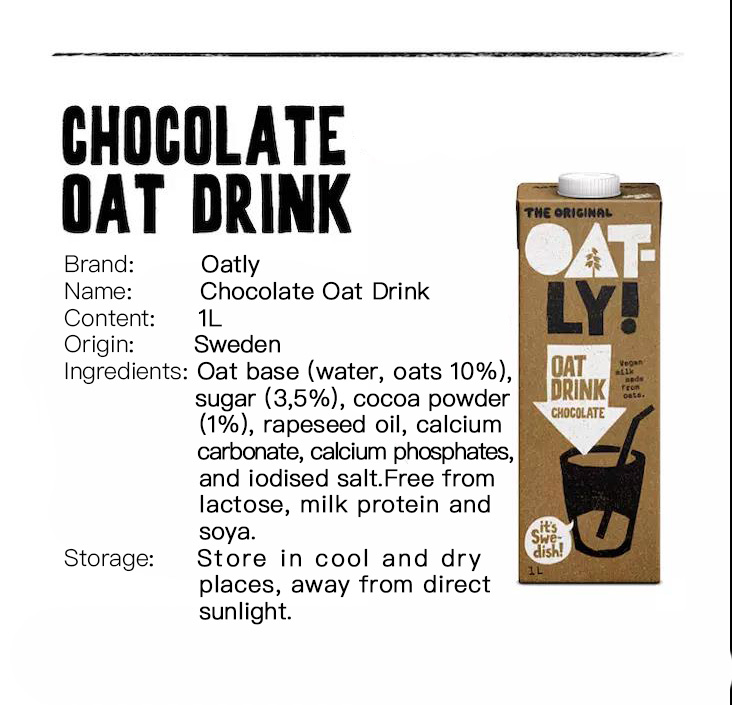 CHOCOLATE
OAT DRINK
Brand: Oatly
Name: Chocolate Oat Drink
Content: 1L
Origin: Sweden
Ingredients: Oat base (water, oats 10%),
sugar (3,5%), cocoa powder
(1%), rapeseed oil, calcium
carbonate, calcium phosphates,
and iodised salt.Free from
lactose, milk protein and
soya.
Storage: Store in cool and dry
places, away from direct
sunlight.
THE ORIGINAL
OAT-
LY!
OAT
DRINK
CHOCOLATE
Vegan
milk
made
from
oats.
it's
Swe-
dish!
1L